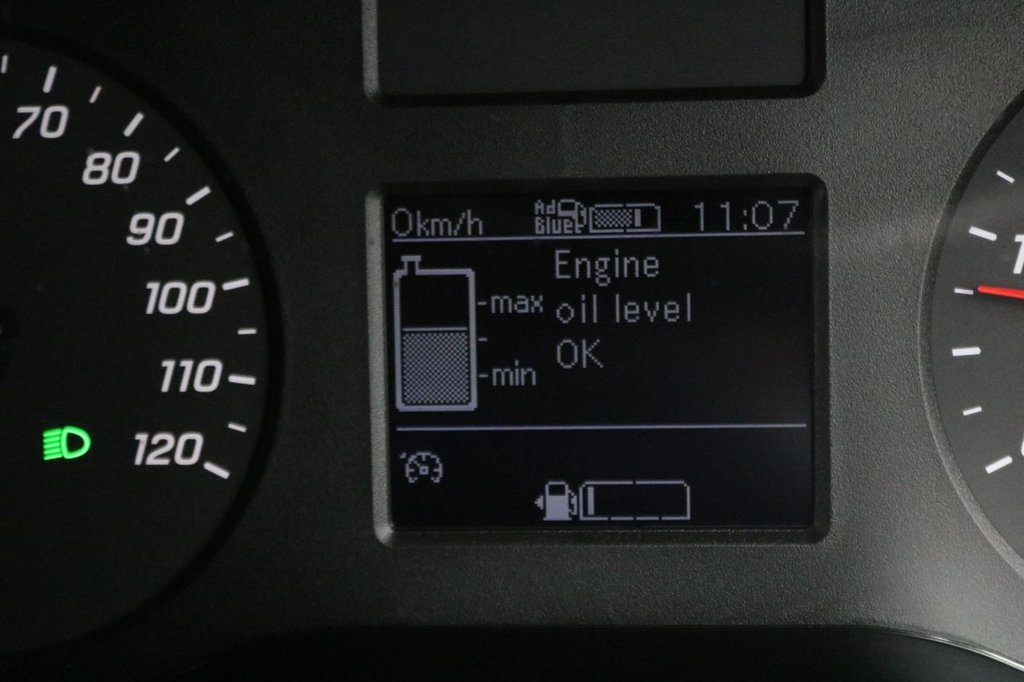 70
80
90
100
110
120
0km/h
Ad Blue
11:07
Engine
oil level
OK
max
min